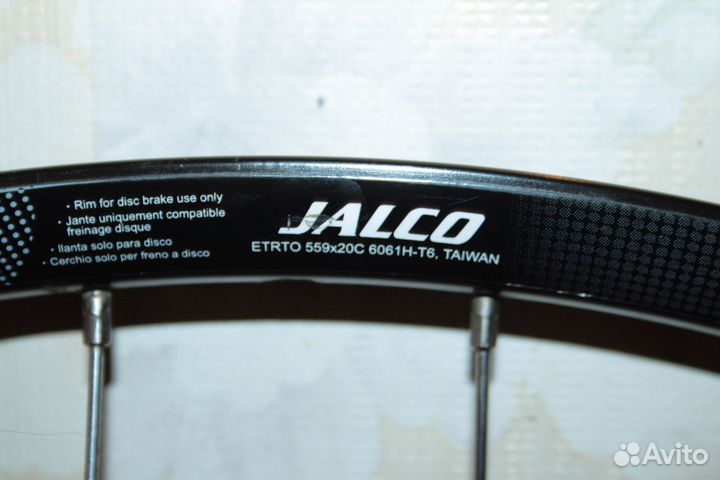 • Rim for disc brake use only
• Jante uniquement compatible
freinage disque
• llanta solo para disco
• Cerchio solo per freno a disco
JALCO
ETRTO 559x20C 6061H-T6, TAIWAN
Avito